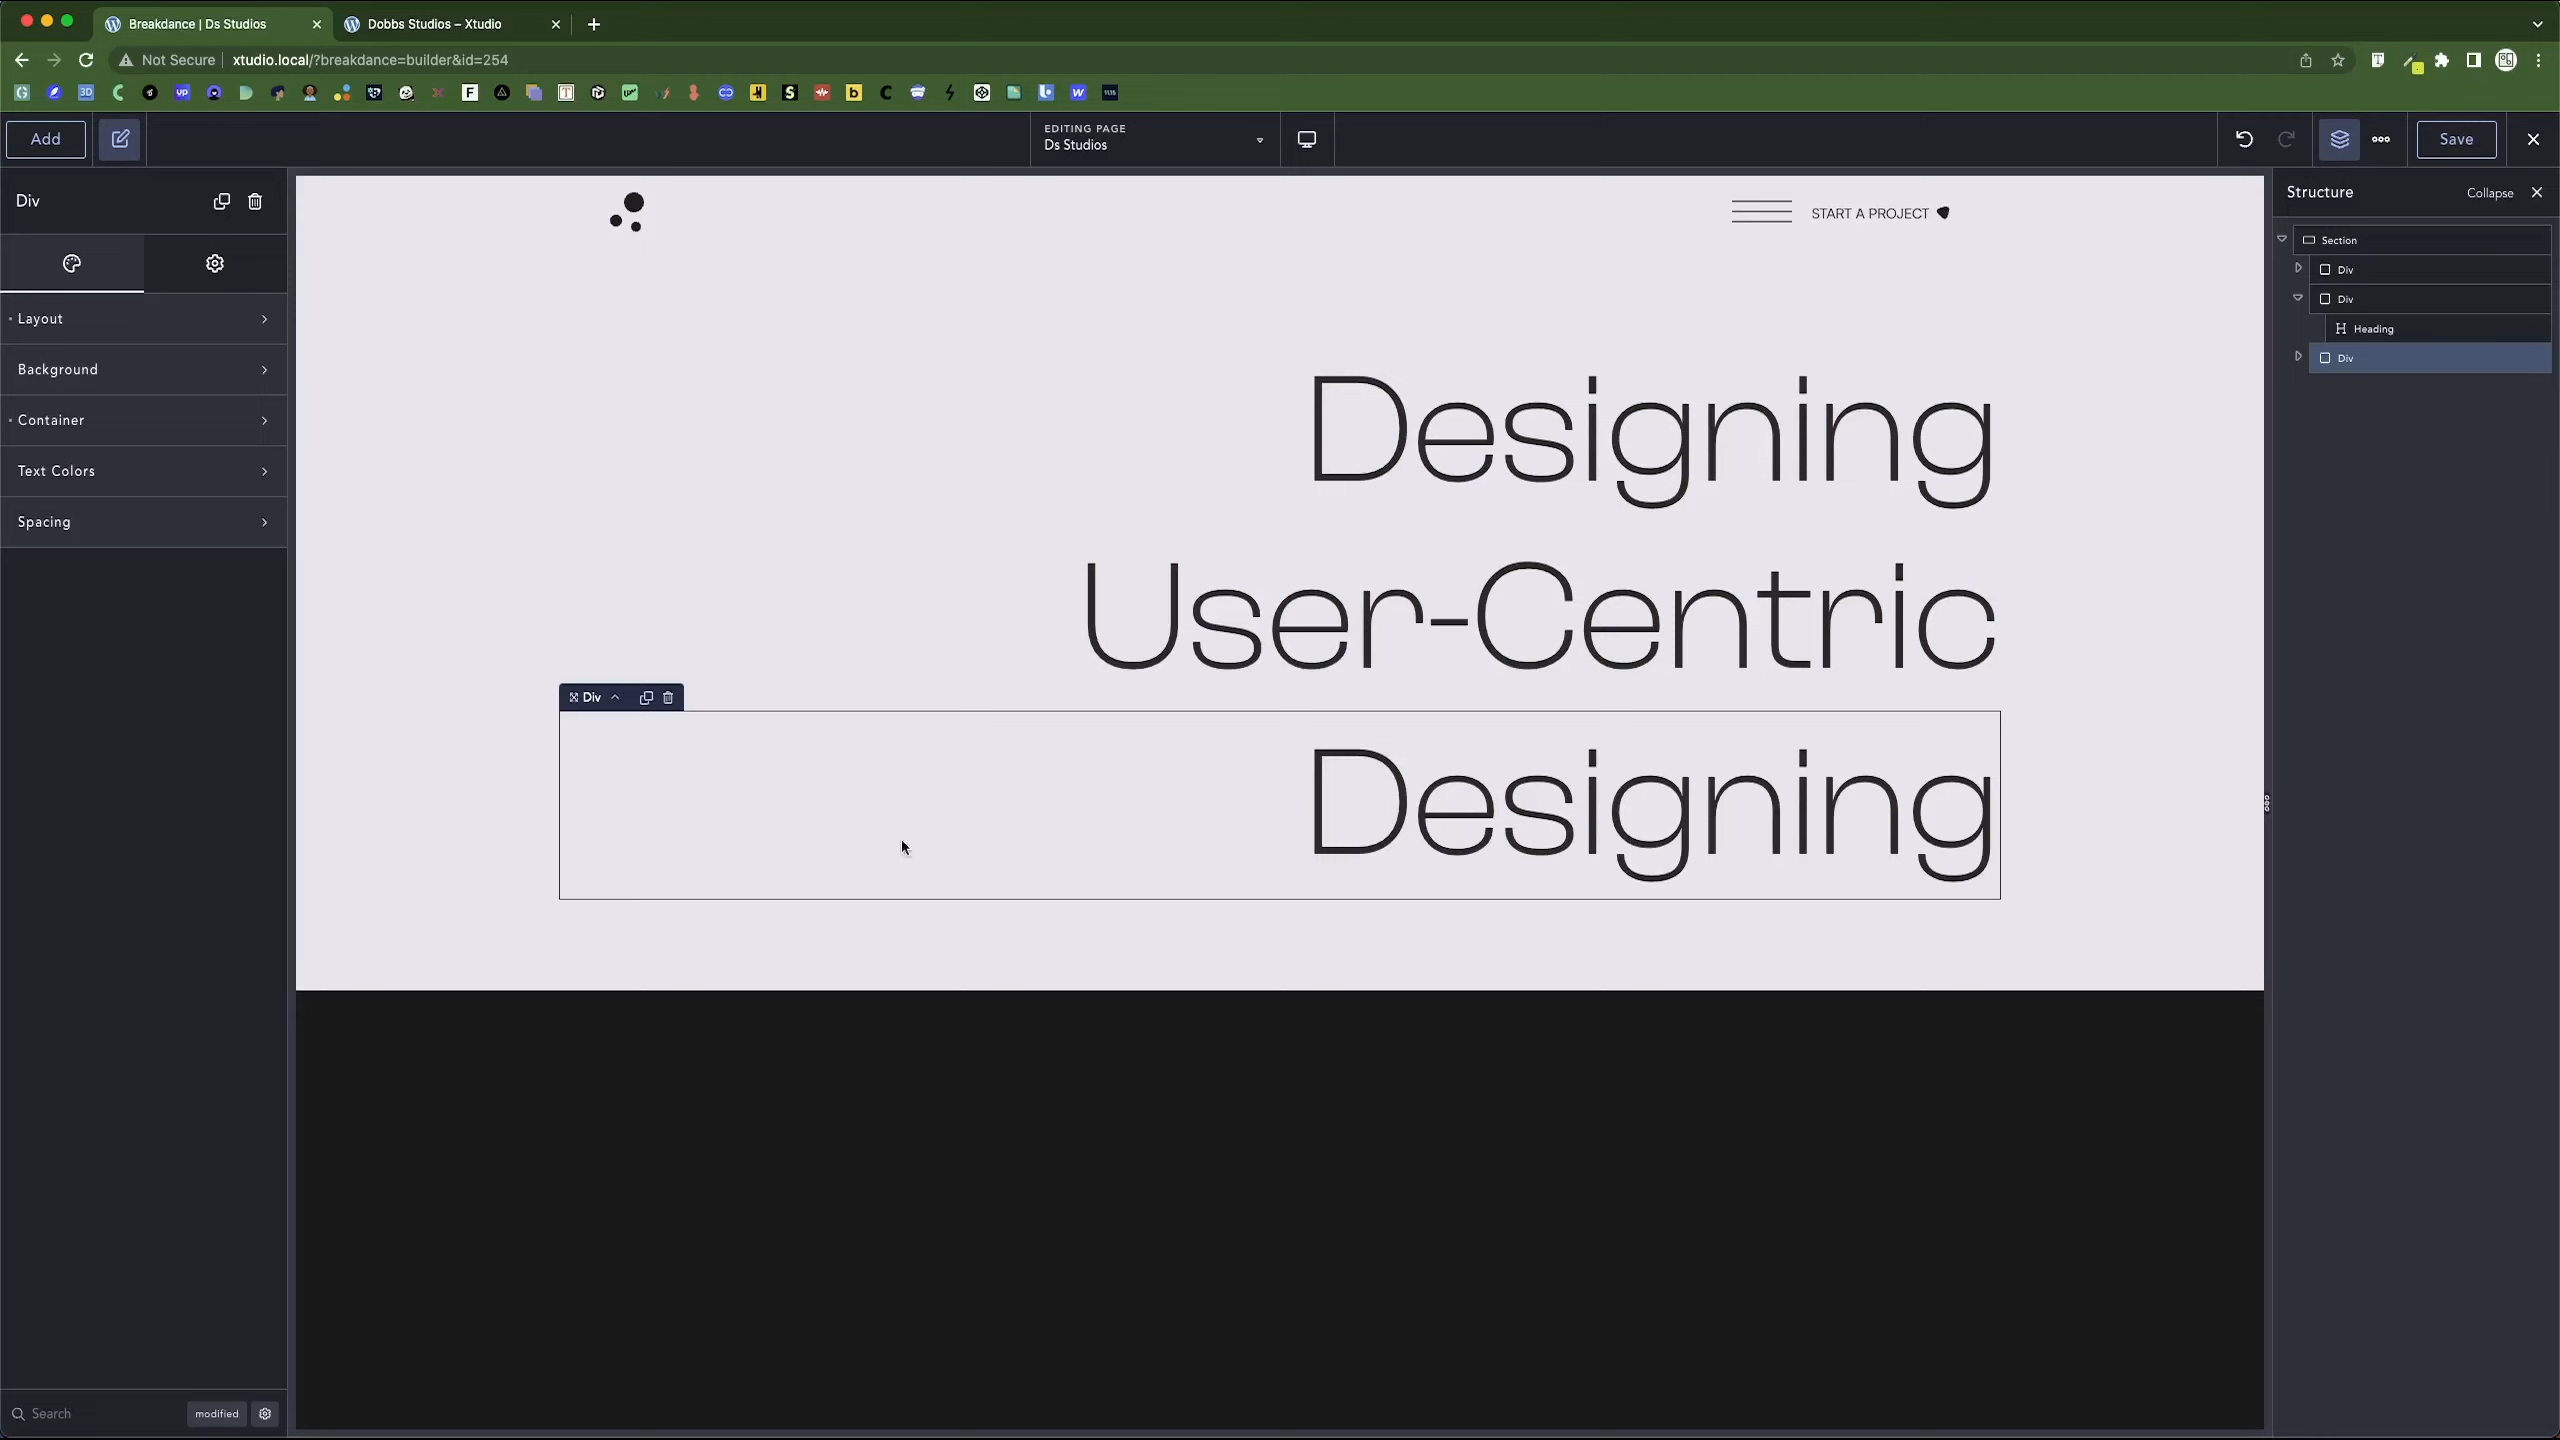 Breakdance | Ds Studios
Dobbs Studios – Xtudio
Not Secure xtudio.local/?breakdance=builder&id=254
Add
EDITING PAGE
Ds Studios
Save
Div
Layout
Background
Container
Text Colors
Spacing
START A PROJECT
Designing
User-Centric
Div
Designing
Structure
Collapse
Section
Div
Div
Heading
Div
Search
modified